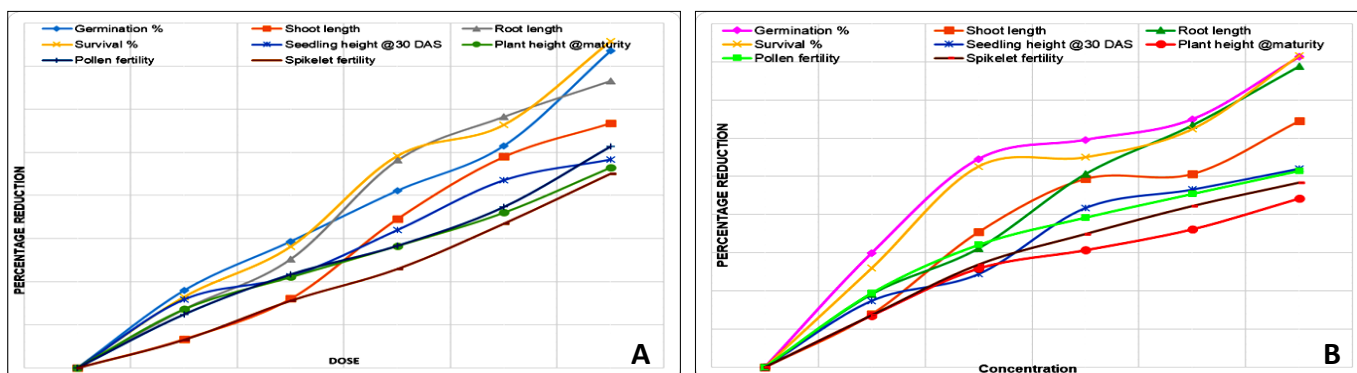 Germination % Shoot length Root length
Survival % Seedling height @30 DAS Plant height @maturity
Pollen fertility Spikelet fertility
PERCENTAGE REDUCTION
DOSE
A
Germination % Shoot length Root length
Survival % Seedling height @30 DAS Plant height @maturity
Pollen fertility Spikelet fertility
PERCENTAGE REDUCTION
Concentration
B